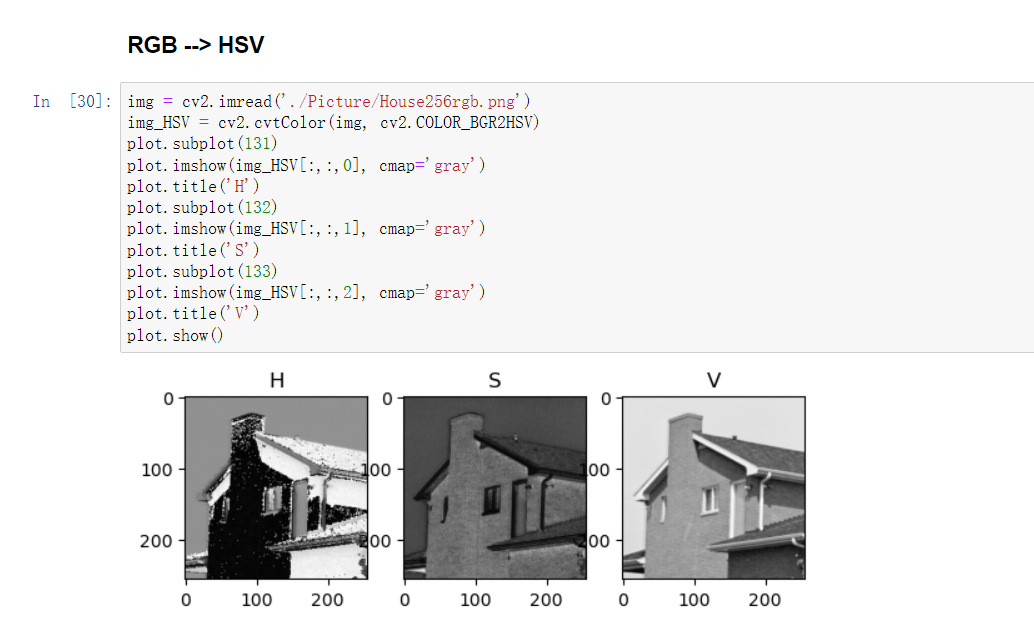 RGB --> HSV
In [30]:
img = cv2.imread('./Picture/House256rgb.png')
img_HSV = cv2.cvtColor(img, cv2.COLOR_BGR2HSV)
plot.subplot(131)
plot.imshow(img_HSV[:,:,0], cmap='gray')
plot.title('H')
plot.subplot(132)
plot.imshow(img_HSV[:,:,1], cmap='gray')
plot.title('S')
plot.subplot(133)
plot.imshow(img_HSV[:,:,2], cmap='gray')
plot.title('V')
plot.show()
H S V
0 0 0
100 100 100
200 200 200
0 100 200 0 100 200 0 100 200